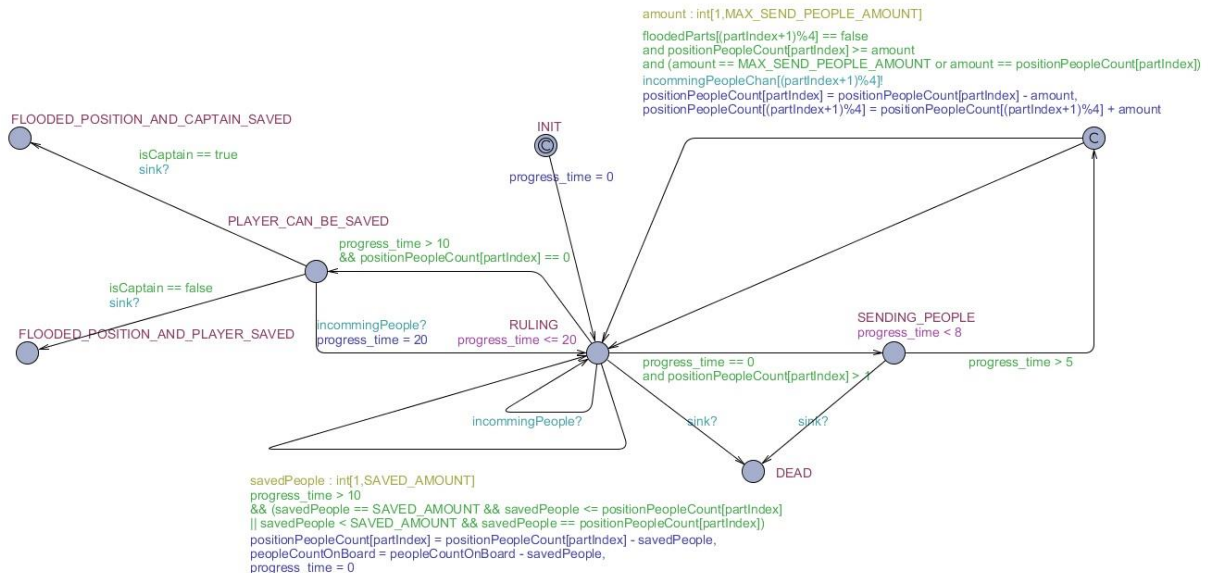 amount : int[1,MAX_SEND_PEOPLE_AMOUNT]
floodedParts[(partIndex+1)%4] == false
and positionPeopleCount[partIndex] >= amount
and (amount == MAX_SEND_PEOPLE_AMOUNT or amount == positionPeopleCount[partIndex])
incommingPeopleChan[(partIndex+1)%4]!
positionPeopleCount[partIndex] = positionPeopleCount[partIndex] - amount,
positionPeopleCount[(partIndex+1)%4] = positionPeopleCount[(partIndex+1)%4] + amount
FLOODED_POSITION_AND_CAPTAIN_SAVED
INIT
C
C
isCaptain == true
sink?
progress_time = 0
PLAYER_CAN_BE_SAVED
progress_time > 10
&& positionPeopleCount[partIndex] == 0
isCaptain == false
sink?
FLOODED_POSITION_AND_PLAYER_SAVED
incommingPeople?
progress_time = 20
RULING
progress_time <= 20
SENDING_PEOPLE
progress_time < 8
progress_time == 0
and positionPeopleCount[partIndex] > 1
progress_time > 5
incommingPeople?
sink?
sink?
DEAD
savedPeople : int[1,SAVED_AMOUNT]
progress_time > 10
&& (savedPeople == SAVED_AMOUNT && savedPeople <= positionPeopleCount[partIndex]
|| savedPeople < SAVED_AMOUNT && savedPeople == positionPeopleCount[partIndex])
positionPeopleCount[partIndex] = positionPeopleCount[partIndex] - savedPeople,
peopleCountOnBoard = peopleCountOnBoard - savedPeople,
progress_time = 0